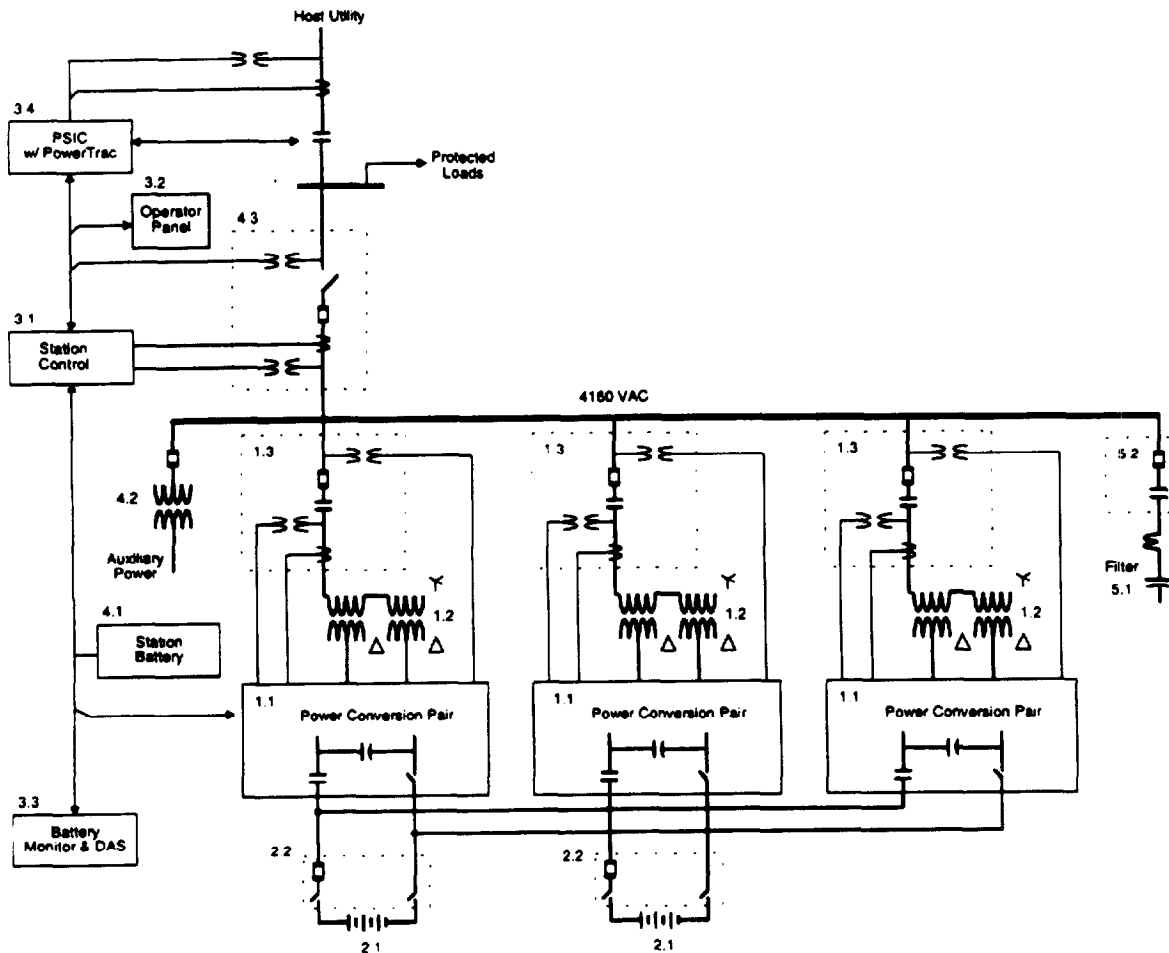 Host Utility
3.4
PSIC
w/ PowerTrac
Protected
Loads
3.2
Operator
Panel
4.3
3.1
Station
Control
4160 VAC
1.3
1.3
1.3
5.2
4.2
Auxiliary
Power
Filter
5.1
1.2
1.2
1.2
4.1
Station
Battery
1.1
Power Conversion Pair
1.1
Power Conversion Pair
1.1
Power Conversion Pair
3.3
Battery
Monitor & DAS
2.2
2.2
2.1
2.1